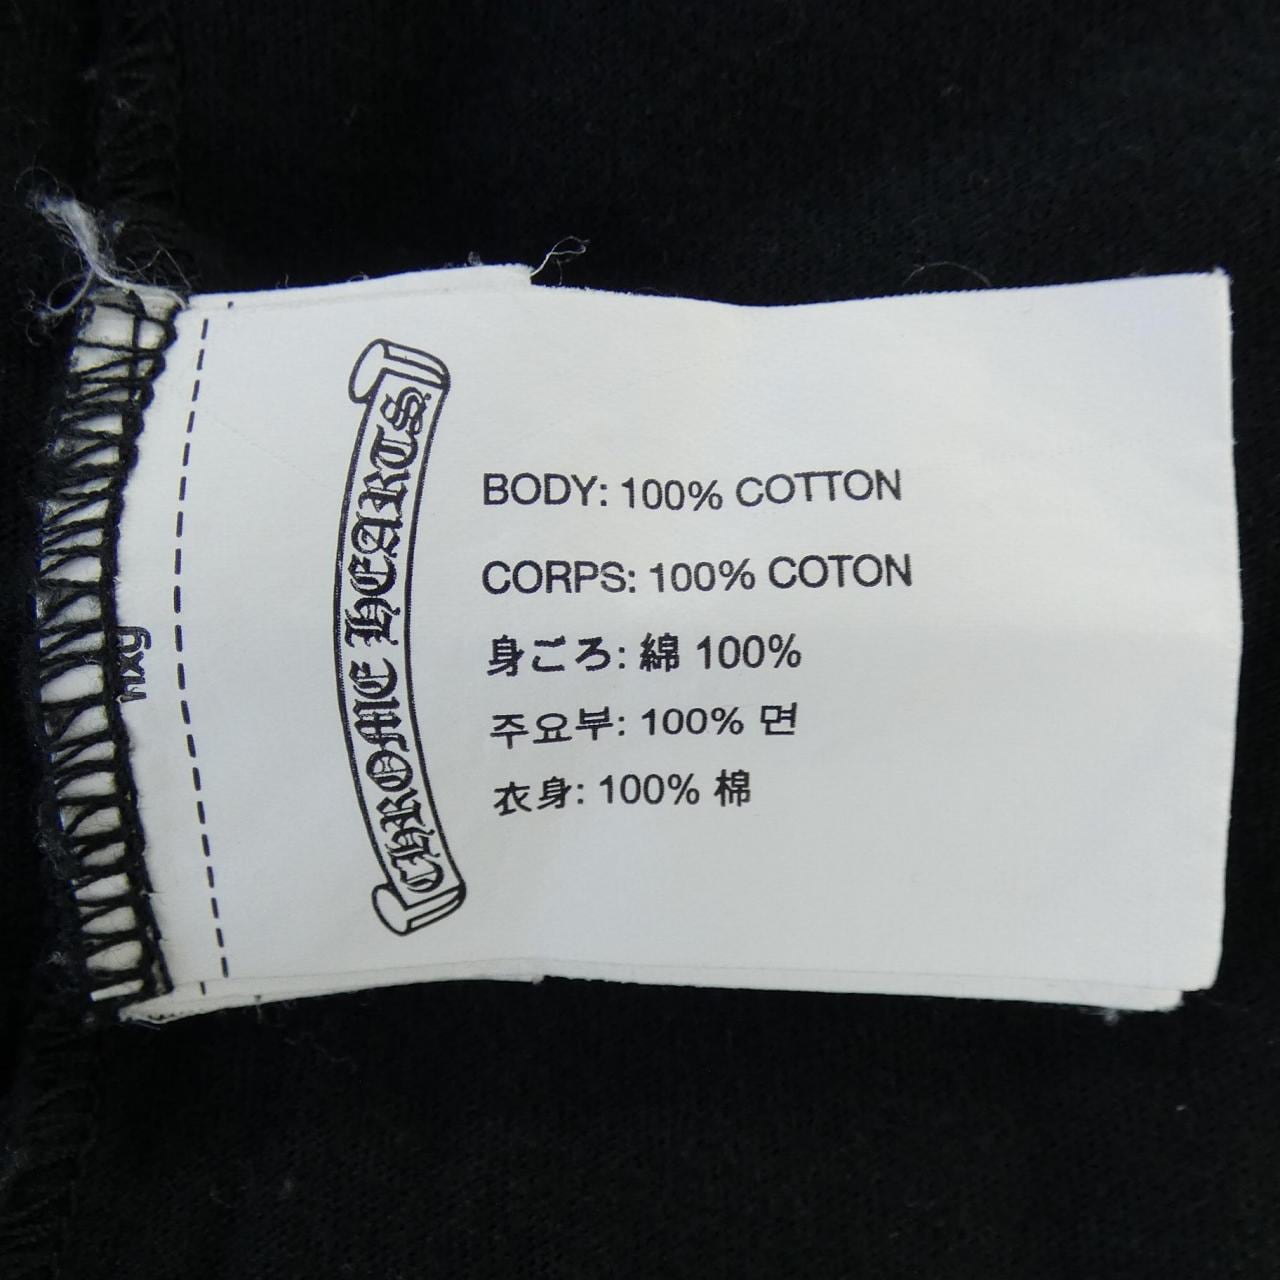 CHROME HEARTS
BODY: 100% COTTON
CORPS: 100% COTON
身ごろ: 綿 100%
주요부: 100% 면
衣身: 100% 棉